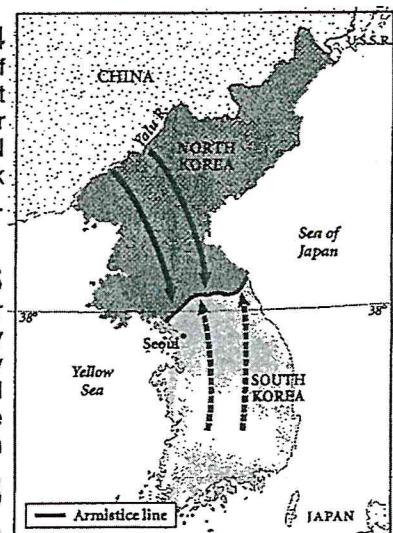 U.S.S.R.
CHINA
Yalu R.
NORTH
KOREA
Sea of
Japan
38°
38°
Seoul
Yellow
Sea
SOUTH
KOREA
Armistice line
JAPAN